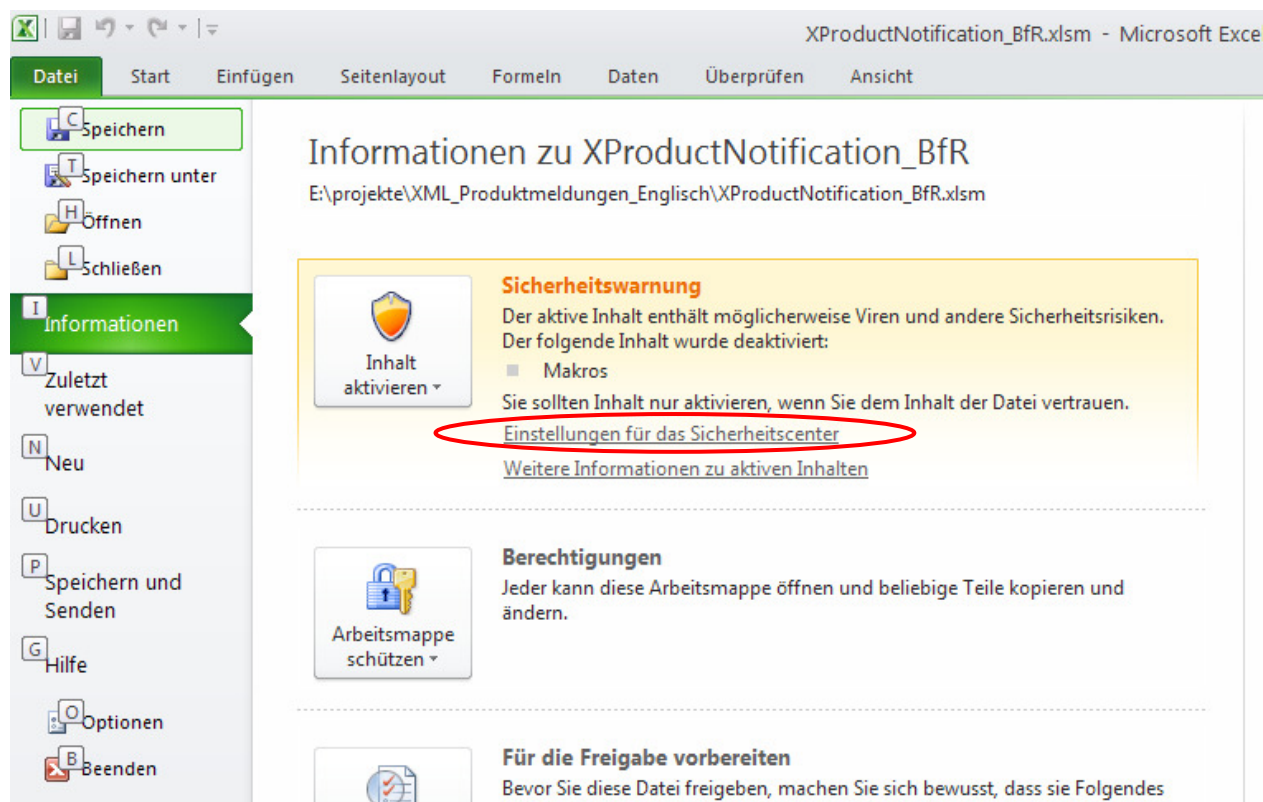 XProductNotification_BfR.xlsm - Microsoft Exce
Datei Start Einfügen Seitenlayout Formeln Daten Überprüfen Ansicht
C Speichern
T Speichern unter
H Öffnen
L Schließen
I Informationen
V Zuletzt
verwendet
N Neu
U Drucken
P Speichern und
Senden
G Hilfe
O Optionen
B Beenden
Informationen zu XProductNotification_BfR
E:\projekte\XML_Produktmeldungen_Englisch\XProductNotification_BfR.xlsm
Inhalt
aktivieren
Sicherheitswarnung
Der aktive Inhalt enthält möglicherweise Viren und andere Sicherheitsrisiken.
Der folgende Inhalt wurde deaktiviert:
Makros
Sie sollten Inhalt nur aktivieren, wenn Sie dem Inhalt der Datei vertrauen.
Einstellungen für das Sicherheitscenter
Weitere Informationen zu aktiven Inhalten
Arbeitsmappe
schützen
Berechtigungen
Jeder kann diese Arbeitsmappe öffnen und beliebige Teile kopieren und
ändern.
Für die Freigabe vorbereiten
Bevor Sie diese Datei freigeben, machen Sie sich bewusst, dass sie Folgendes